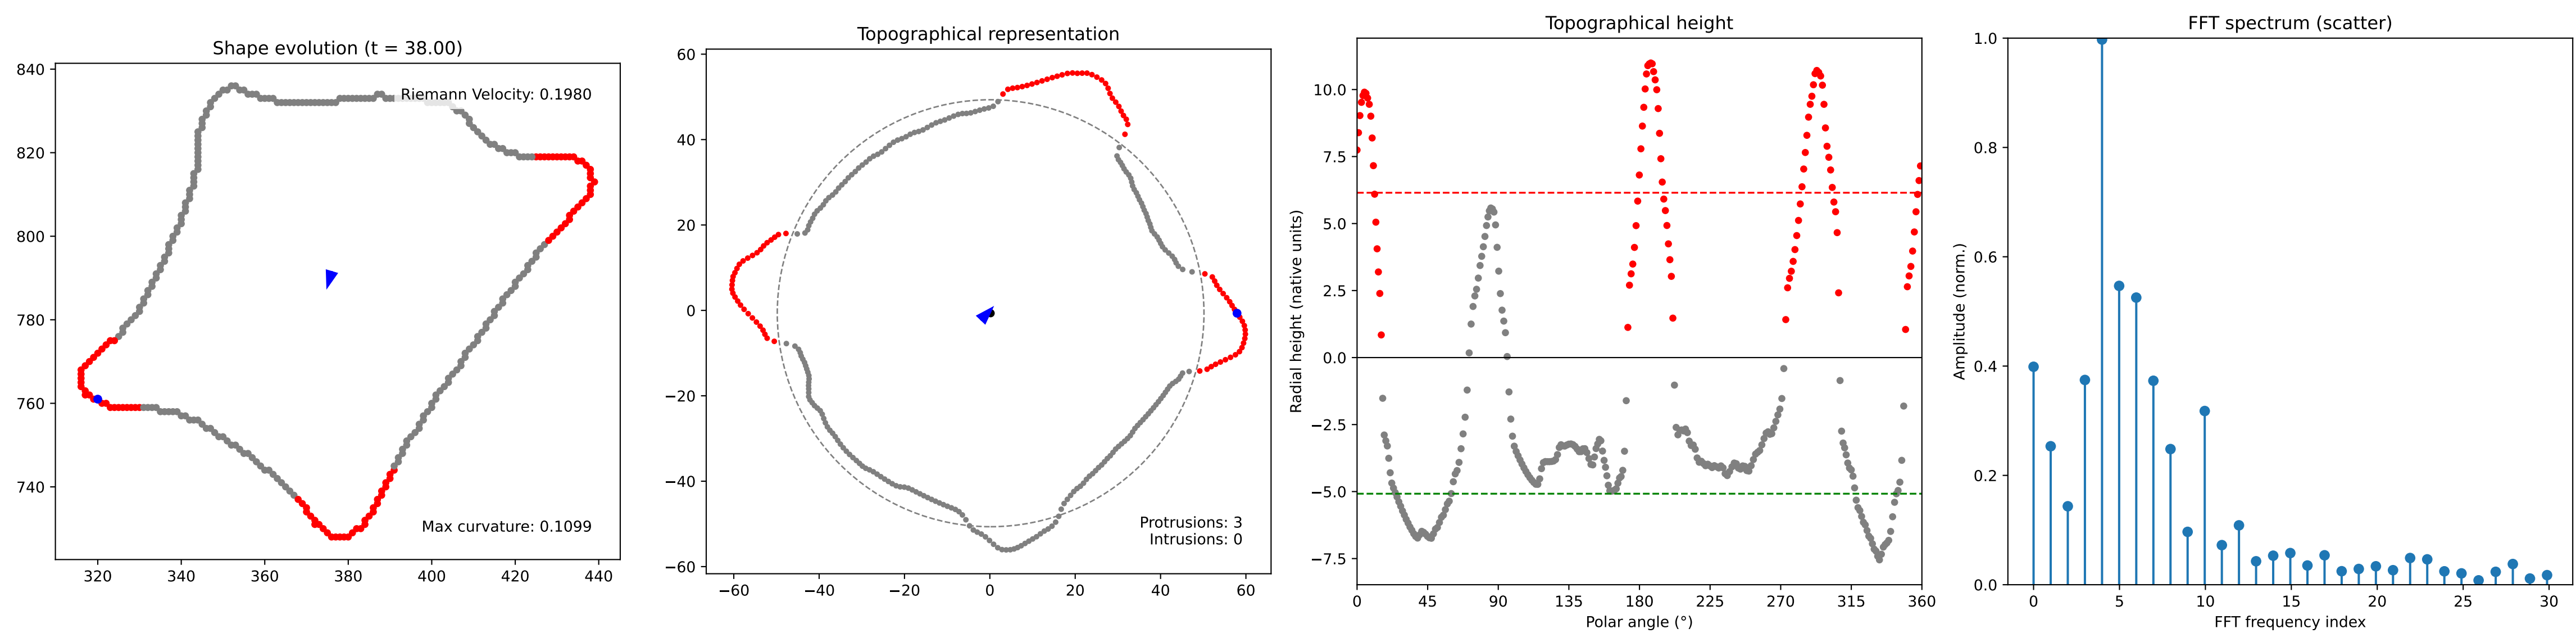 Shape evolution (t = 38.00)
840
820
800
780
760
740
320 340 360 380 400 420 440
Riemann Velocity: 0.1980
Max curvature: 0.1099
Topographical representation
60
40
20
0
−20
−40
−60
−60 −40 −20 0 20 40 60
Protrusions: 3
Intrusions: 0
Topographical height
Radial height (native units)
10.0
7.5
5.0
2.5
0.0
−2.5
−5.0
−7.5
0 45 90 135 180 225 270 315 360
Polar angle (°)
FFT spectrum (scatter)
Amplitude (norm.)
1.0
0.8
0.6
0.4
0.2
0.0
0 5 10 15 20 25 30
FFT frequency index